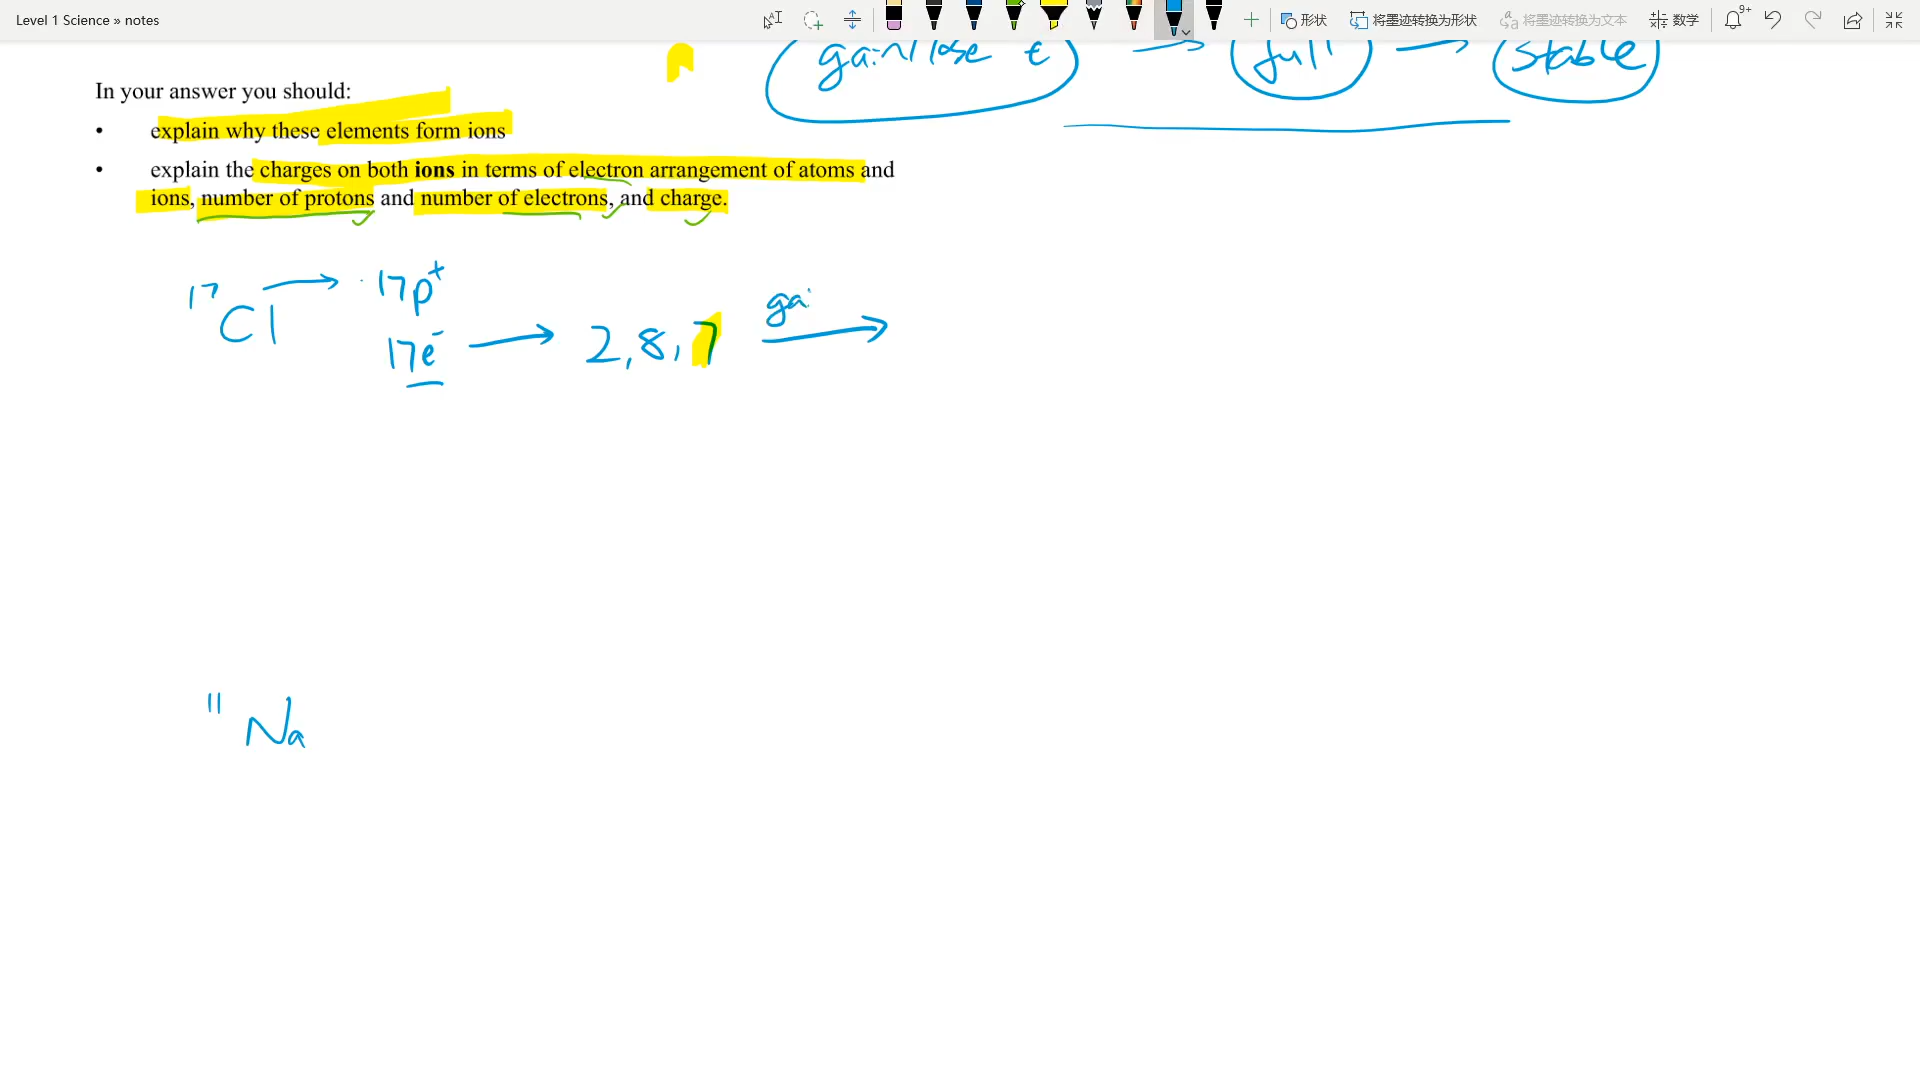 Level 1 Science » notes
9+
形状
将墨迹转换为形状
将墨迹转换为文本
数学
gain/lose e → full → stable
In your answer you should:
• explain why these elements form ions
• explain the charges on both ions in terms of electron arrangement of atoms and
ions, number of protons and number of electrons, and charge.
17 Cl → 17p+
17e- → 2,8,7 gai →
11 Na